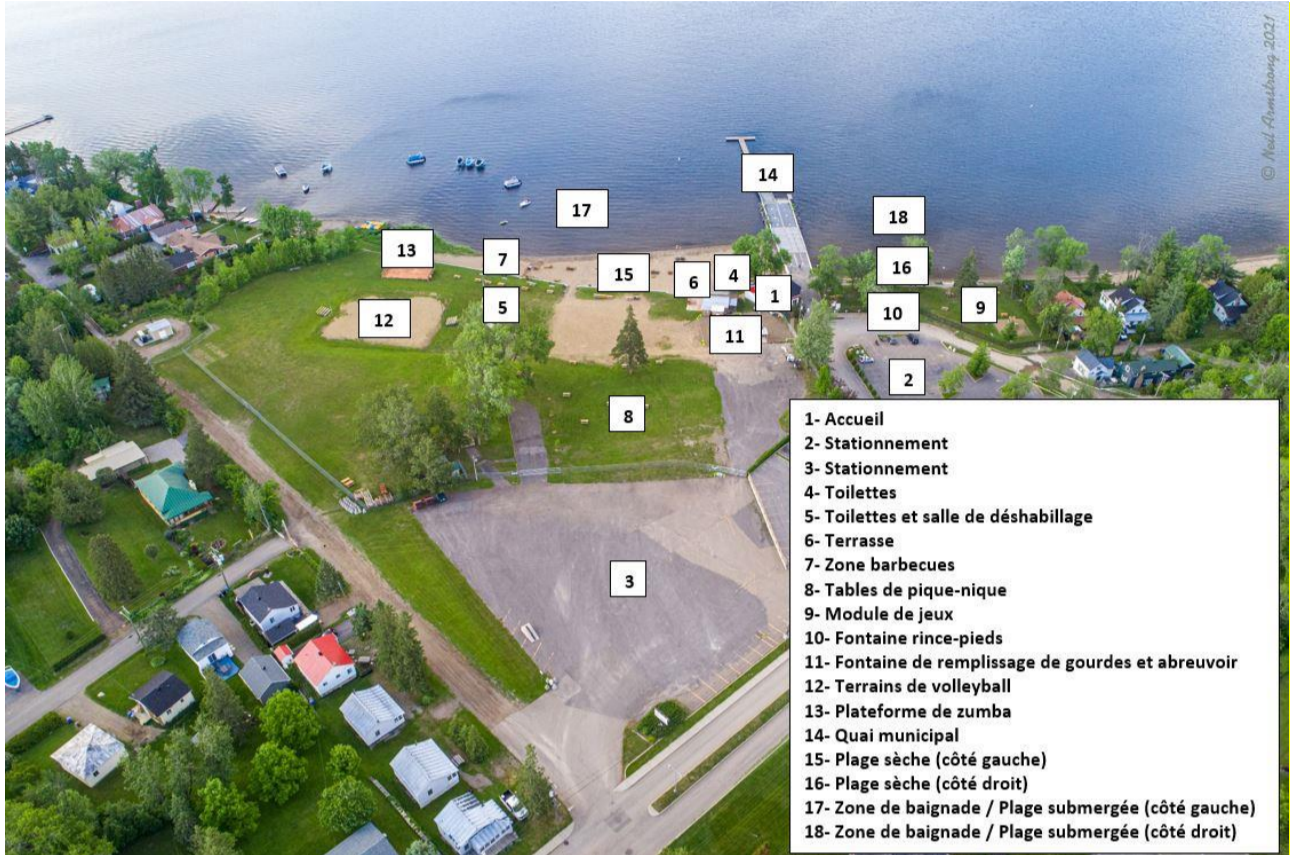 © Neil Armstrong 2021
14
17
18
13
7
15
6
4
1
16
12
5
11
10
9
2
8
3
1- Accueil
2- Stationnement
3- Stationnement
4- Toilettes
5- Toilettes et salle de déshabillage
6- Terrasse
7- Zone barbecues
8- Tables de pique-nique
9- Module de jeux
10- Fontaine rince-pieds
11- Fontaine de remplissage de gourdes et abreuvoir
12- Terrains de volleyball
13- Plateforme de zumba
14- Quai municipal
15- Plage sèche (côté gauche)
16- Plage sèche (côté droit)
17- Zone de baignade / Plage submergée (côté gauche)
18- Zone de baignade / Plage submergée (côté droit)